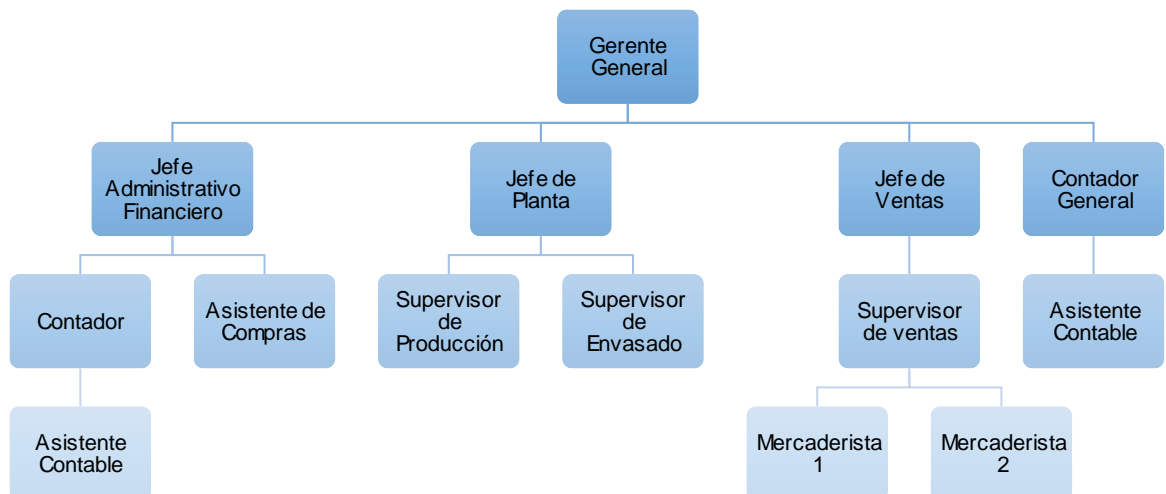 Gerente
General
Jefe
Administrativo
Financiero
Jefe de
Planta
Jefe de
Ventas
Contador
General
Contador
Asistente de
Compras
Supervisor
de
Producción
Supervisor
de
Envasado
Supervisor
de ventas
Asistente
Contable
Asistente
Contable
Mercaderista
1
Mercaderista
2